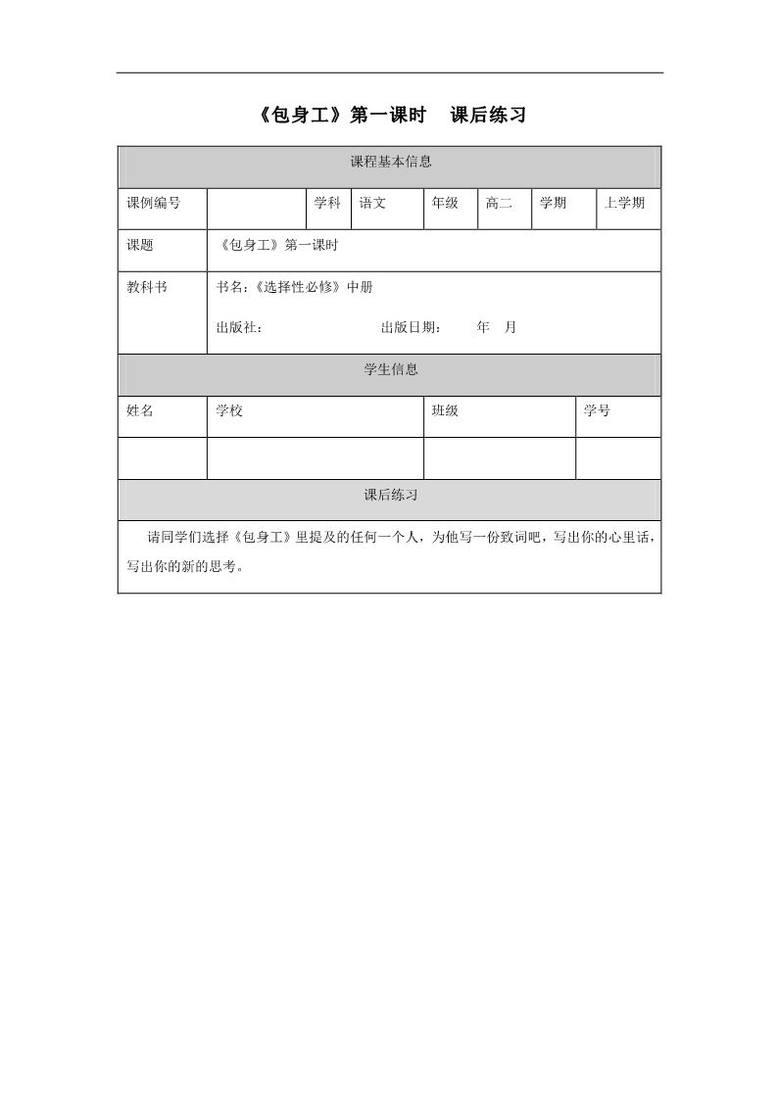 《包身工》第一课时 课后练习
课程基本信息
课例编号 学科 语文 年级 高二 学期 上学期
课题 《包身工》第一课时
教科书 书名：《选择性必修》中册
出版社： 出版日期： 年 月
学生信息
姓名 学校 班级 学号
课后练习
请同学们选择《包身工》里提及的任何一个人，为他写一份致词吧，写出你的心里话，
写出你的新的思考。